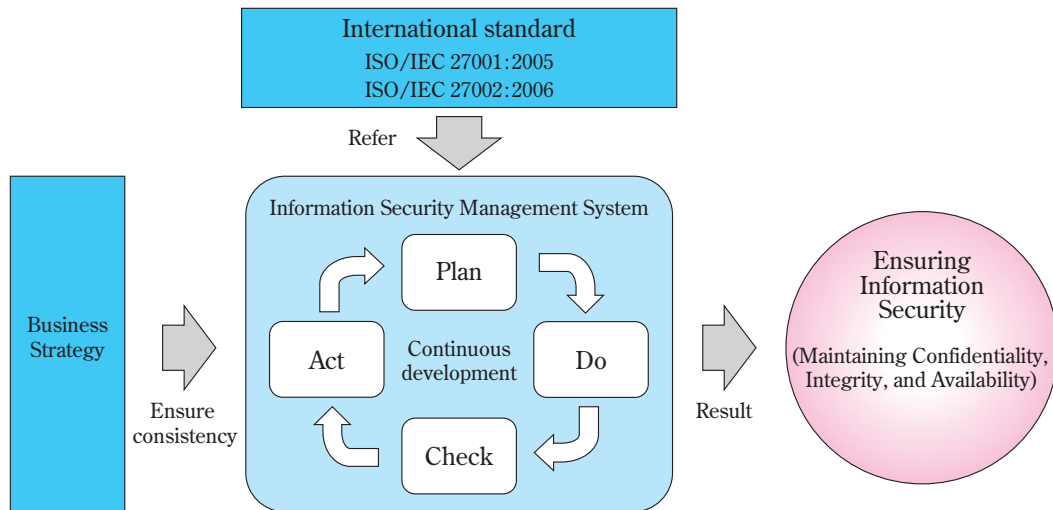 International standard
ISO/IEC 27001:2005
ISO/IEC 27002:2006
Refer
Business
Strategy
Ensure
consistency
Information Security Management System
Plan
Do
Check
Act
Continuous
development
Result
Ensuring
Information
Security
(Maintaining Confidentiality,
Integrity, and Availability)